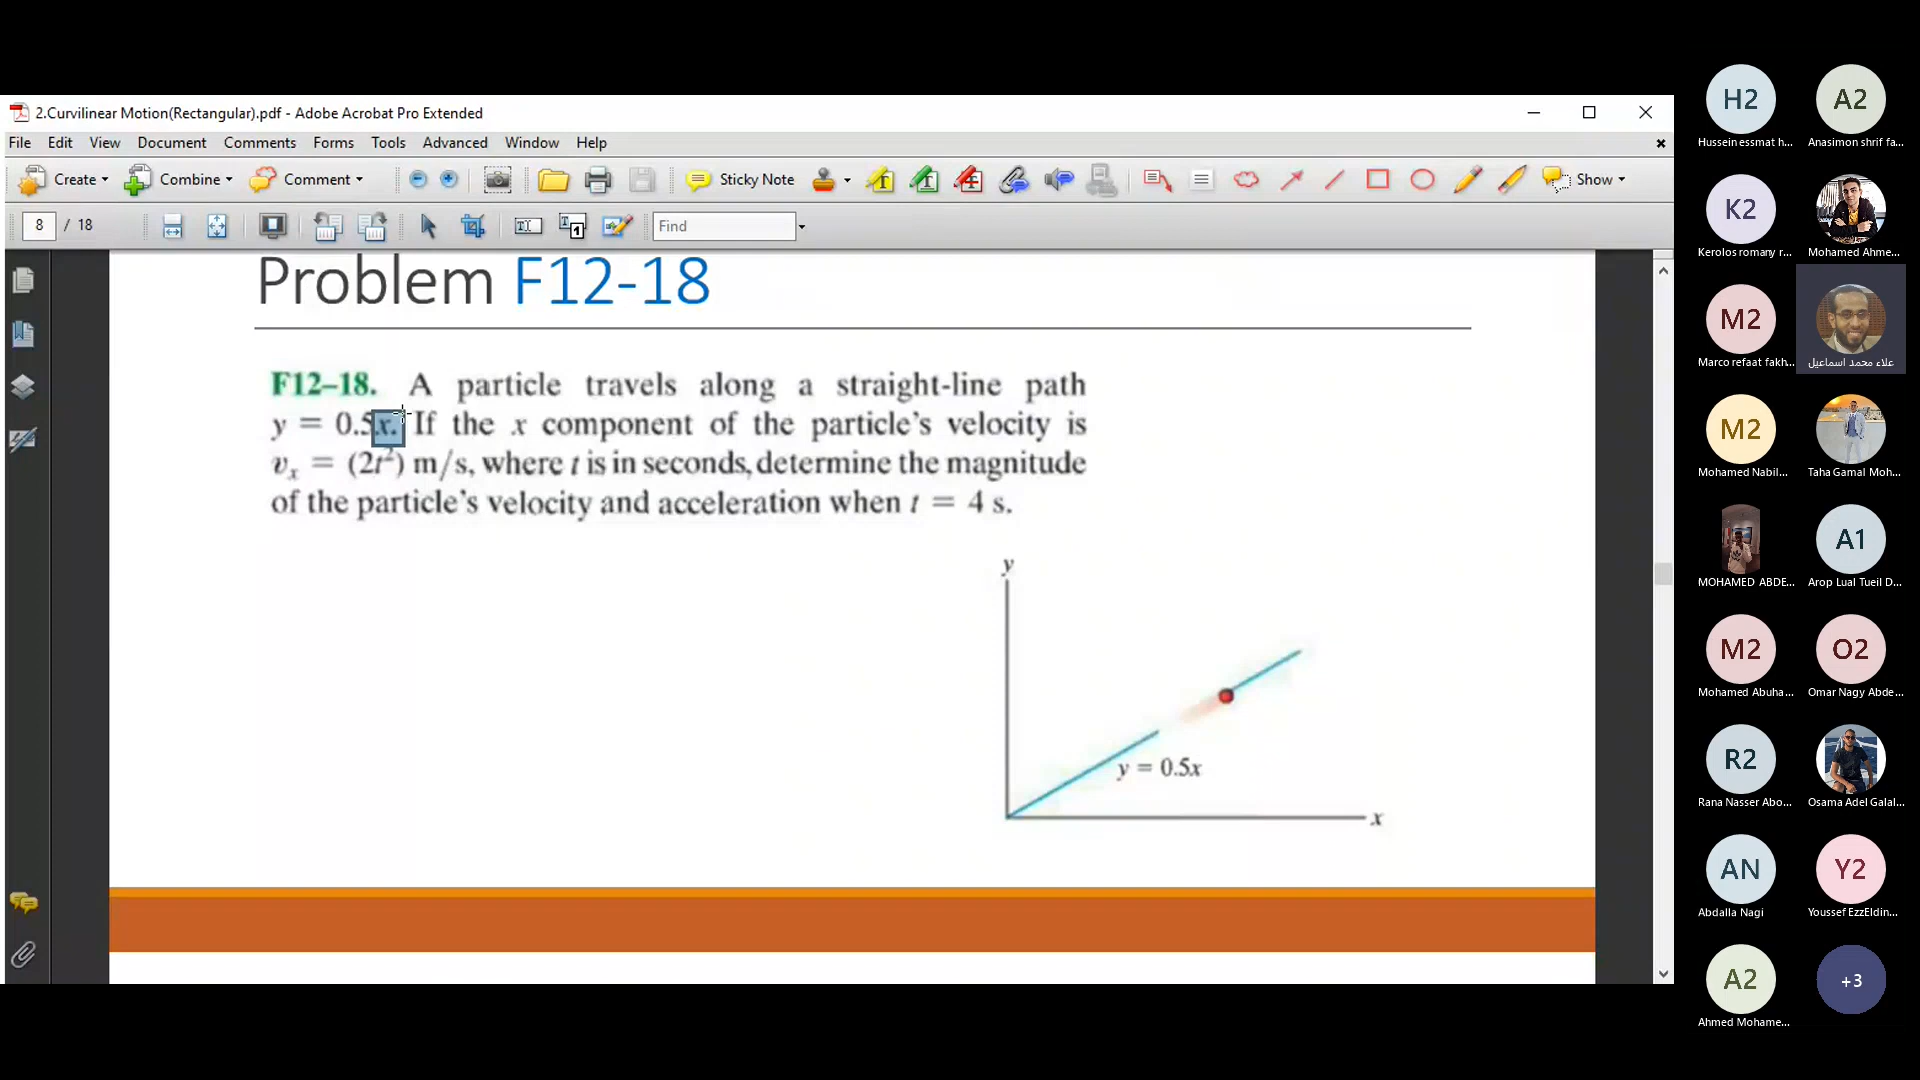 2.Curvilinear Motion(Rectangular).pdf - Adobe Acrobat Pro Extended
File Edit View Document Comments Forms Tools Advanced Window Help
Create Combine Comment Sticky Note Show
8 / 18 Find
Problem F12-18
F12–18. A particle travels along a straight-line path
y = 0.5x. If the x component of the particle's velocity is
vₓ = (2t²) m/s, where t is in seconds, determine the magnitude
of the particle's velocity and acceleration when t = 4 s.
y
y = 0.5x
x
H2 A2
Hussein essmat h... Anasimon shrif fa...
K2
Kerolos romany r... Mohamed Ahme...
M2
Marco refaat fakh... علاء محمد اسماعيل
M2
Mohamed Nabil... Taha Gamal Moh...
A1
MOHAMED ABDE... Arop Lual Tueil D...
M2 O2
Mohamed Abuha... Omar Nagy Abde...
R2
Rana Nasser Abo... Osama Adel Galal...
AN Y2
Abdalla Nagi Youssef EzzEldin...
A2 +3
Ahmed Mohame...